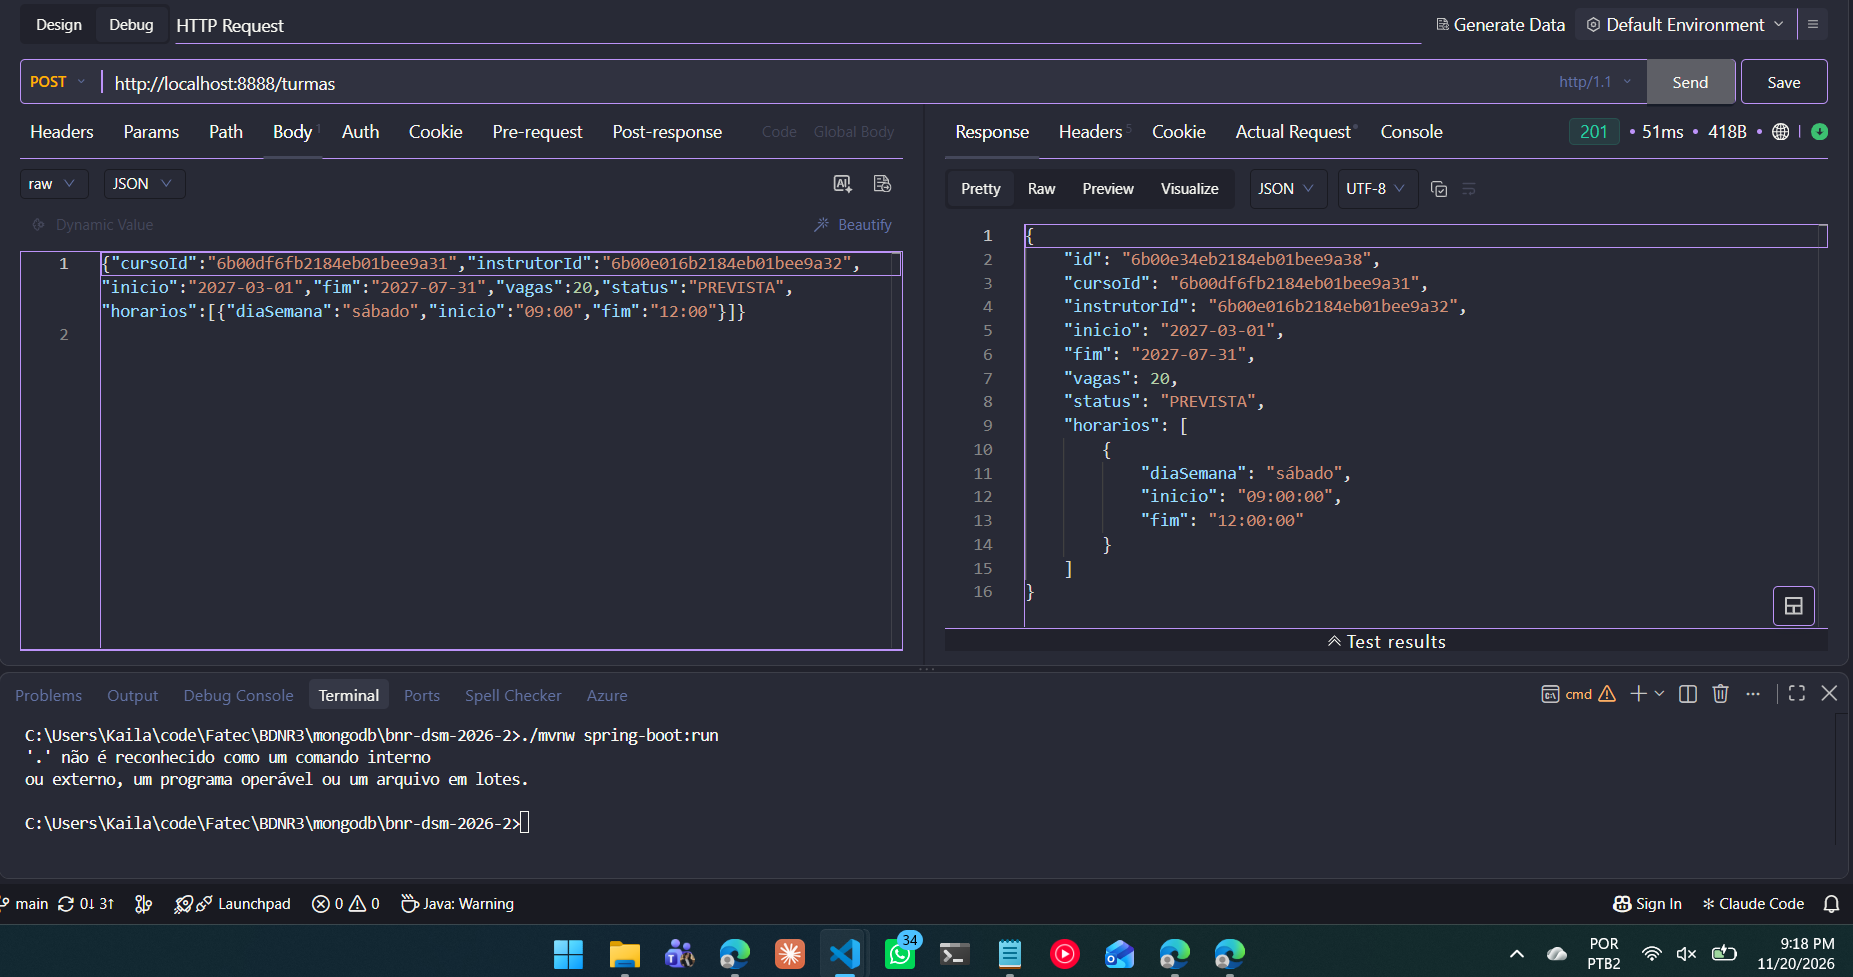 Design Debug HTTP Request Generate Data Default Environment
POST http://localhost:8888/turmas http/1.1 Send Save
Headers Params Path Body 1 Auth Cookie Pre-request Post-response Code Global Body
Response Headers 5 Cookie Actual Request Console 201 • 51ms • 418B •
raw JSON
Pretty Raw Preview Visualize JSON UTF-8
Dynamic Value Beautify
1 {"cursoId":"6b00df6fb2184eb01bee9a31","instrutorId":"6b00e016b2184eb01bee9a32",
"inicio":"2027-03-01","fim":"2027-07-31","vagas":20,"status":"PREVISTA",
"horarios":[{"diaSemana":"sábado","inicio":"09:00","fim":"12:00"}]}
2
1 {
2 "id": "6b00e34eb2184eb01bee9a38",
3 "cursoId": "6b00df6fb2184eb01bee9a31",
4 "instrutorId": "6b00e016b2184eb01bee9a32",
5 "inicio": "2027-03-01",
6 "fim": "2027-07-31",
7 "vagas": 20,
8 "status": "PREVISTA",
9 "horarios": [
10 {
11 "diaSemana": "sábado",
12 "inicio": "09:00:00",
13 "fim": "12:00:00"
14 }
15 ]
16 }
Test results
Problems Output Debug Console Terminal Ports Spell Checker Azure cmd
C:\Users\Kaila\code\Fatec\BDNR3\mongodb\bnr-dsm-2026-2>./mvnw spring-boot:run
'.' não é reconhecido como um comando interno
ou externo, um programa operável ou um arquivo em lotes.
C:\Users\Kaila\code\Fatec\BDNR3\mongodb\bnr-dsm-2026-2>
main 0↓ 3↑ Launchpad 0 0 Java: Warning Sign In Claude Code
34
POR
PTB2
9:18 PM
11/20/2026